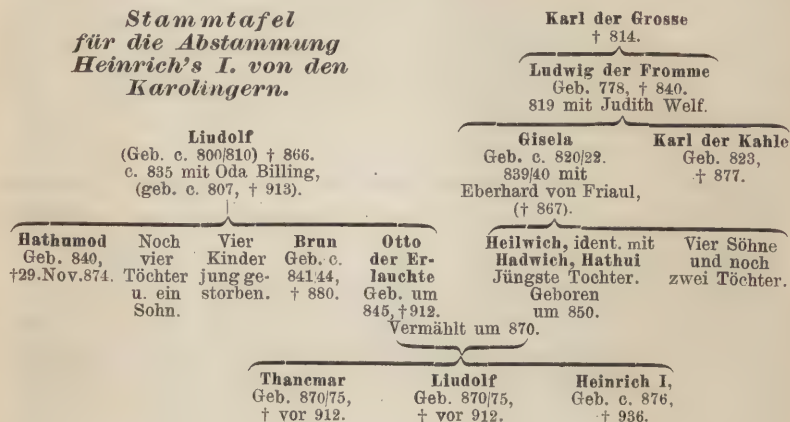 Stammtafel
für die Abstammung
Heinrich's I. von den
Karolingern.
Karl der Grosse
† 814.
Ludwig der Fromme
Geb. 778, † 840.
819 mit Judith Welf.
Liudolf
(Geb. c. 800/810) † 866.
c. 835 mit Oda Billing,
(geb. c. 807, † 913).
Gisela
Geb. c. 820/22.
839/40 mit
Eberhard von Friaul,
(† 867).
Karl der Kahle
Geb. 823,
† 877.
Hathumod
Geb. 840,
†29.Nov.874.
Noch
vier
Töchter
u. ein
Sohn.
Vier
Kinder
jung ge-
storben.
Brun
Geb. c.
841/44,
† 880.
Otto
der Er-
lauchte
Geb. um
845, †912.
Heilwich, ident. mit
Hadwich, Hathui
Jüngste Tochter.
Geboren
um 850.
Vier Söhne
und noch
zwei Töchter.
Vermählt um 870.
Thancmar
Geb. 870/75,
† vor 912.
Liudolf
Geb. 870/75,
† vor 912.
Heinrich I,
Geb. c. 876,
† 936.